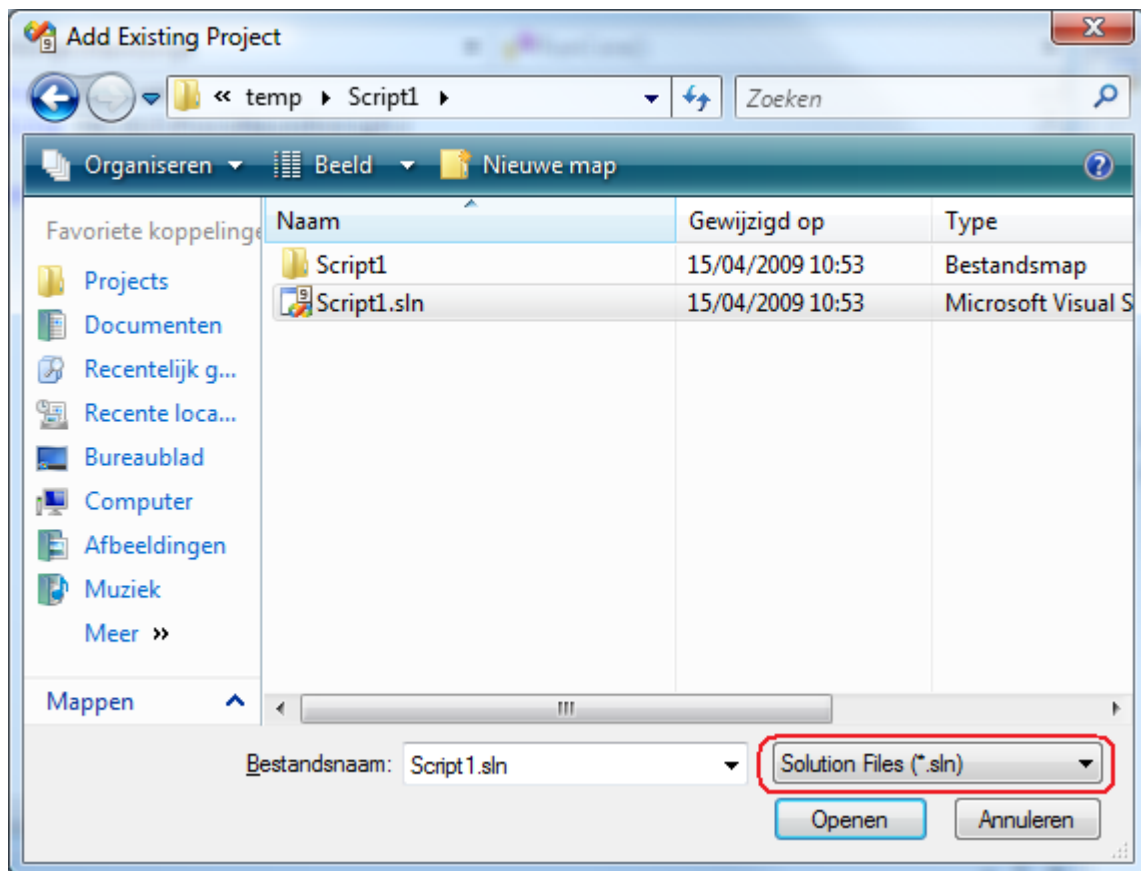 Add Existing Project
« temp Script1
Zoeken
Organiseren Beeld Nieuwe map
Favoriete koppeling
Naam Gewijzigd op Type
Script1 15/04/2009 10:53 Bestandsmap
Script1.sln 15/04/2009 10:53 Microsoft Visual S
Projects
Documenten
Recentelijk g...
Recente loca...
Bureaublad
Computer
Afbeeldingen
Muziek
Meer »
Mappen
Bestandsnaam: Script1.sln Solution Files (*.sln)
Openen Annuleren